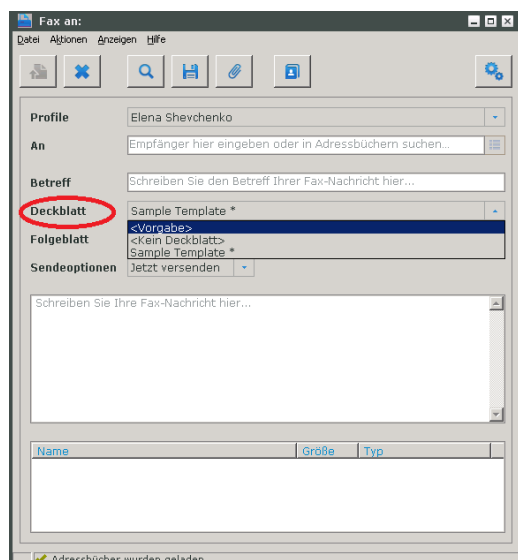 Fax an:
Datei Aktionen Anzeigen Hilfe
Profile Elena Shevchenko
An Empfänger hier eingeben oder in Adressbüchern suchen...
Betreff Schreiben Sie den Betreff Ihrer Fax-Nachricht hier...
Deckblatt Sample Template *
<Vorgabe>
Folgeblatt <Kein Deckblatt>
Sample Template *
Sendeoptionen Jetzt versenden
Schreiben Sie Ihre Fax-Nachricht hier...
Name Größe Typ
Adressbücher wurden geladen